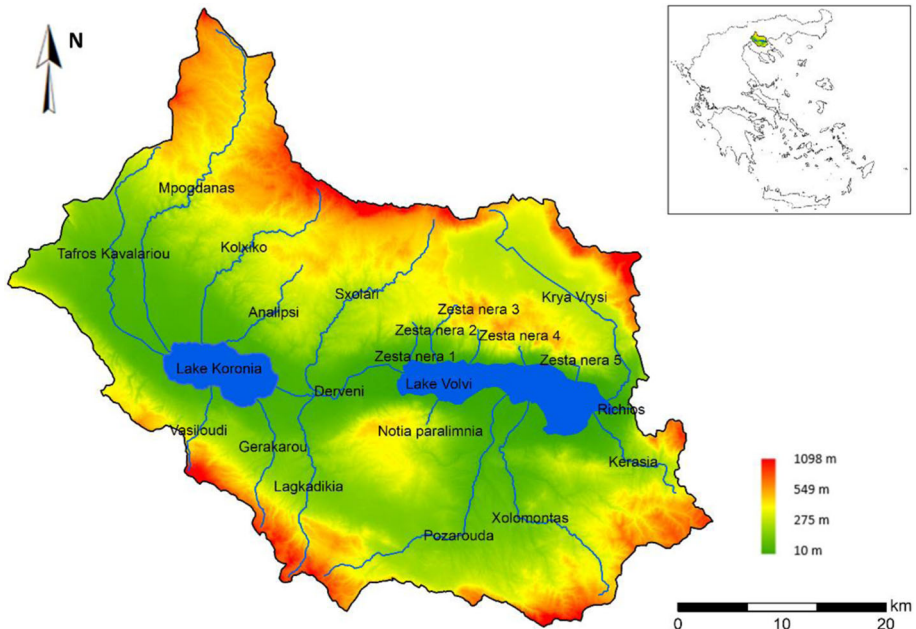 N
Mpogdanas
Tafros Kavalariou
Kolxiko
Sxolari
Analipsi
Krya Vrysi
Zesta nera 3
Zesta nera 2
Zesta nera 4
Zesta nera 1
Zesta nera 5
Lake Koronia
Lake Volvi
Derveni
Richios
Vasiloudi
Notia paralimnia
Gerakarou
Kerasia
Lagkadikia
Xolomontas
Pozarouda
1098 m
549 m
275 m
10 m
0 10 20
km